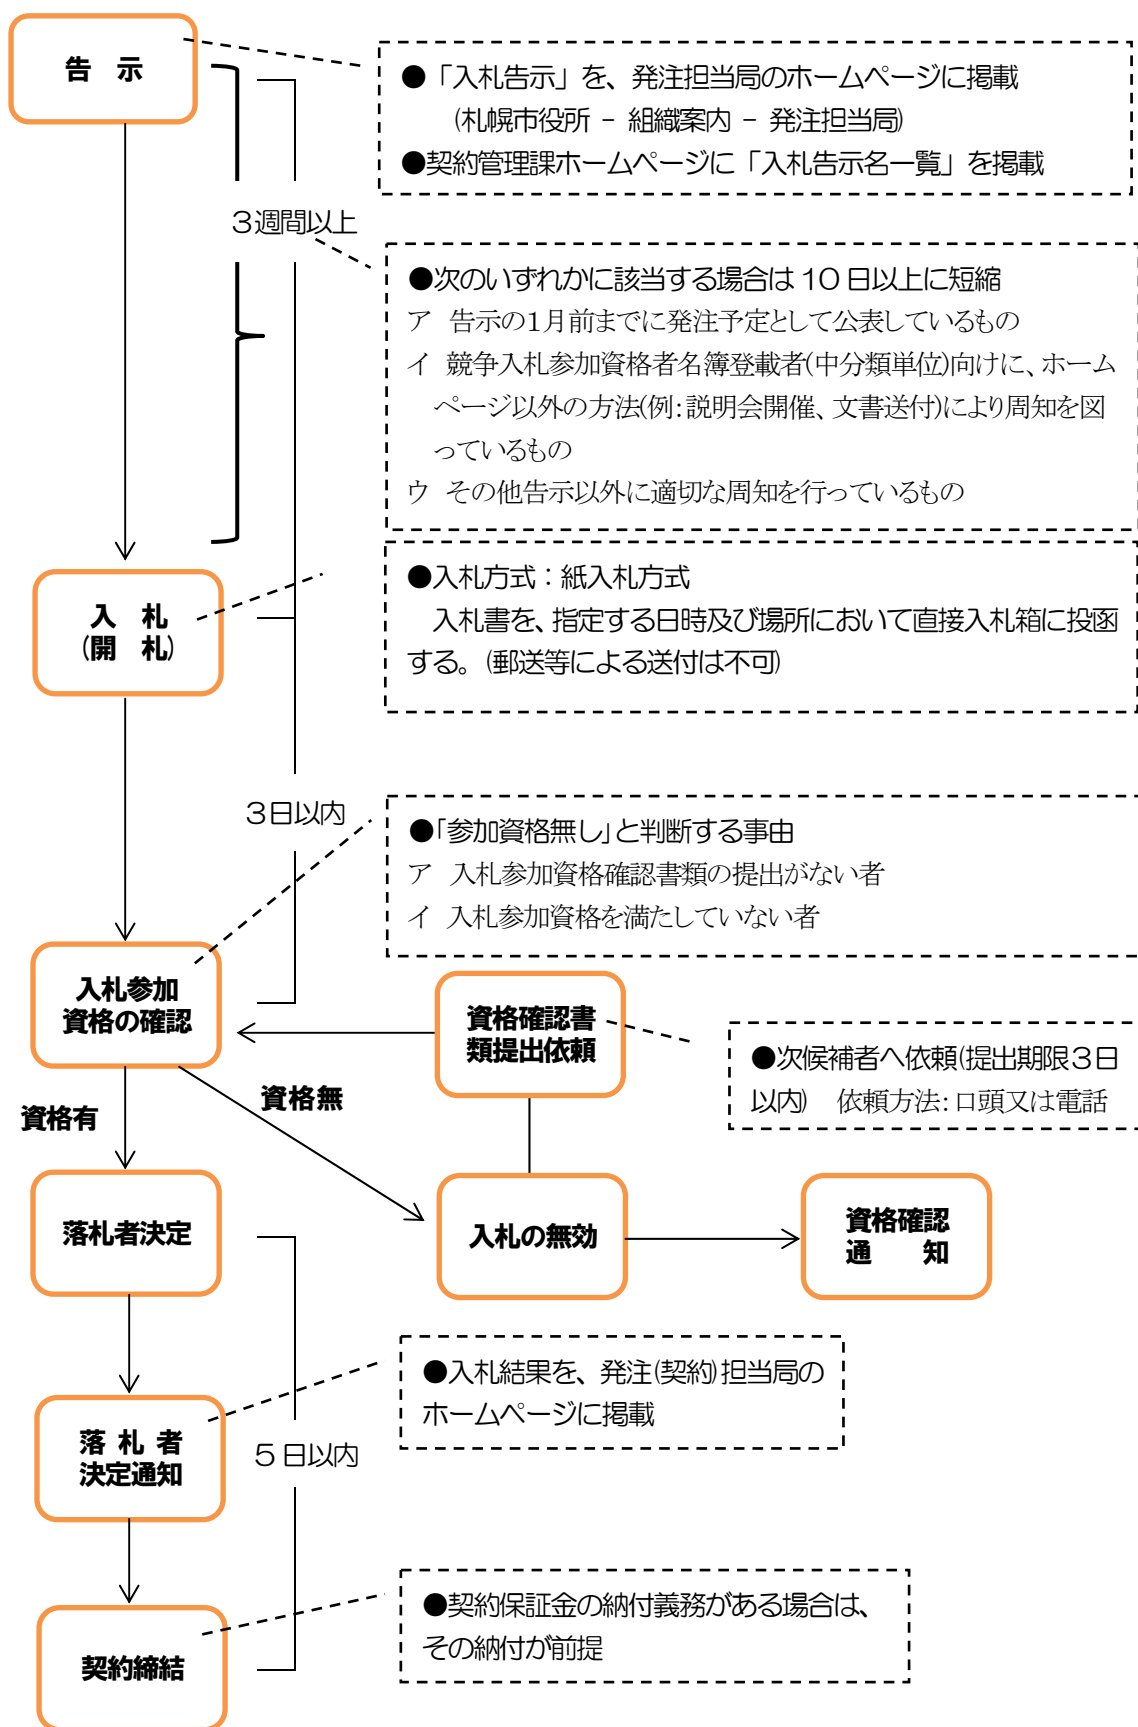 告　示
●「入札告示」を、発注担当局のホームページに掲載
(札幌市役所 － 組織案内 － 発注担当局)
●契約管理課ホームページに「入札告示名一覧」を掲載
３週間以上
●次のいずれかに該当する場合は 10 日以上に短縮
ア　告示の１月前までに発注予定として公表しているもの
イ　競争入札参加資格者名簿登載者(中分類単位)向けに、ホーム
ページ以外の方法(例：説明会開催、文書送付)により周知を図
っているもの
ウ　その他告示以外に適切な周知を行っているもの
入　札
(開　札)
●入札方式：紙入札方式
入札書を、指定する日時及び場所において直接入札箱に投函
する。(郵送等による送付は不可)
３日以内
●「参加資格無し」と判断する事由
ア　入札参加資格確認書類の提出がない者
イ　入札参加資格を満たしていない者
入札参加
資格の確認
資格確認書
類提出依頼
●次候補者へ依頼(提出期限３日
以内)　依頼方法：口頭又は電話
資格有
資格無
落札者決定
入札の無効
資格確認
通　　知
●入札結果を、発注(契約)担当局の
ホームページに掲載
落 札 者
決定通知
５日以内
●契約保証金の納付義務がある場合は、
その納付が前提
契約締結